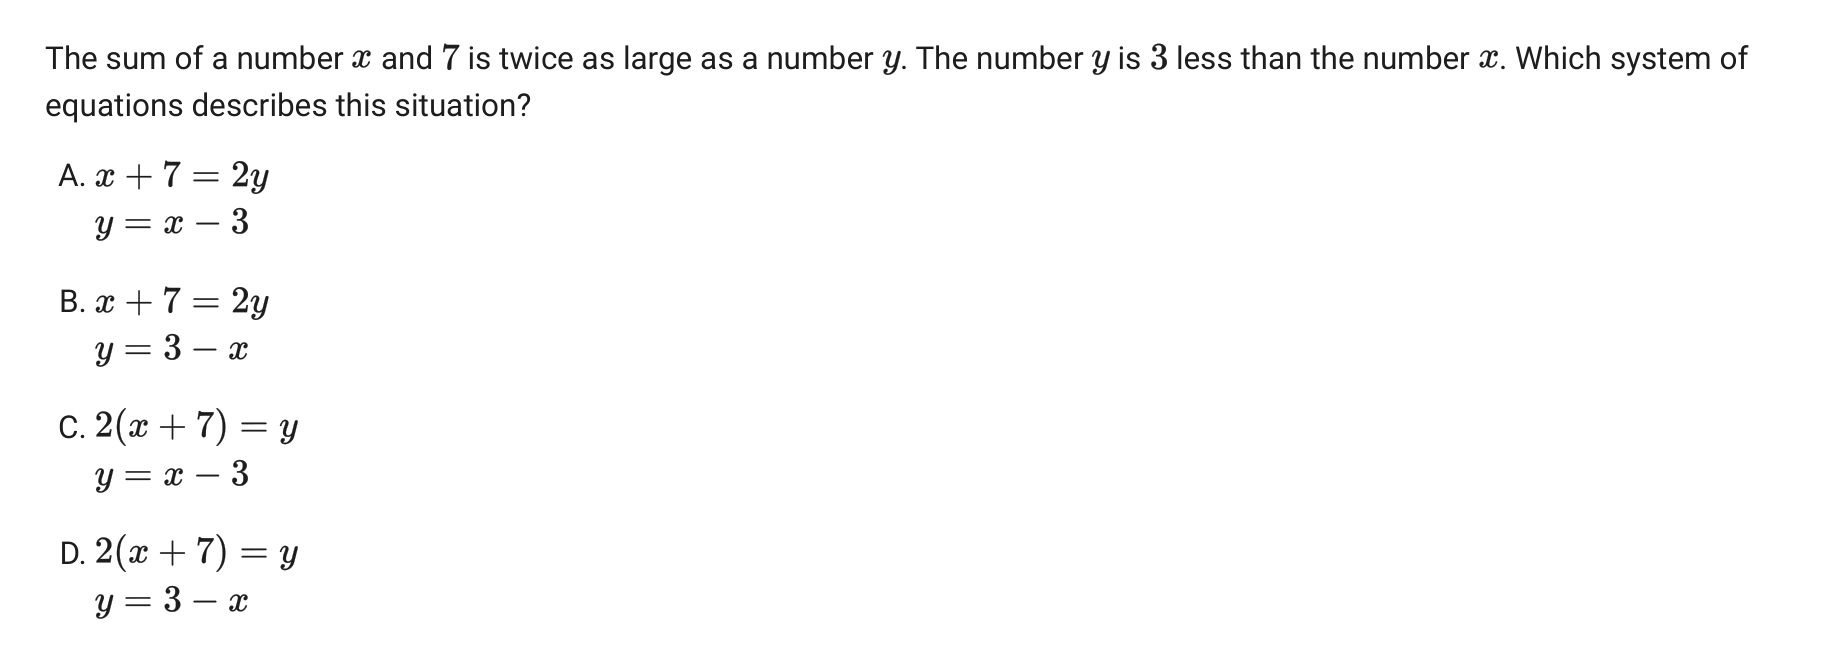 The sum of a number x and 7 is twice as large as a number y. The number y is 3 less than the number x. Which system of
equations describes this situation?
A. x + 7 = 2y
y = x − 3
B. x + 7 = 2y
y = 3 − x
C. 2(x + 7) = y
y = x − 3
D. 2(x + 7) = y
y = 3 − x